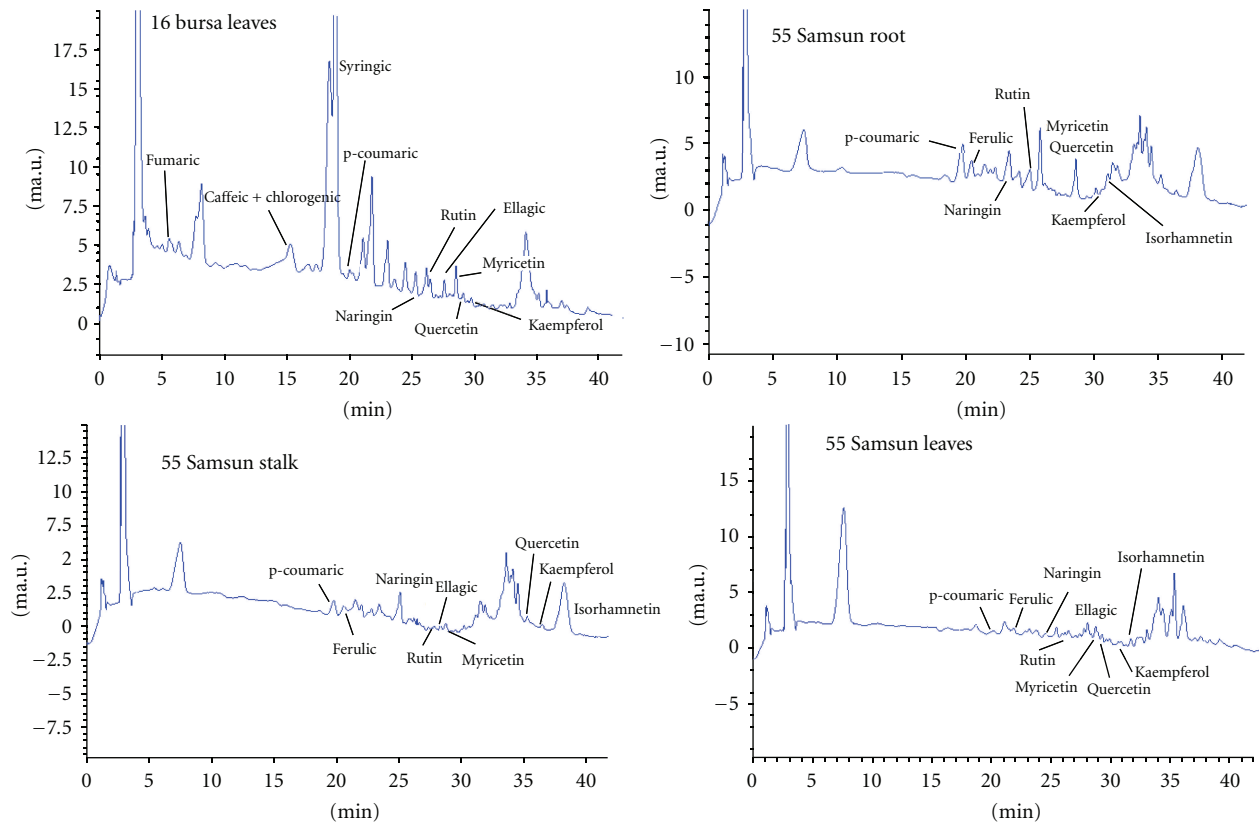 16 bursa leaves
(ma.u.)
17.5
15
12.5
10
7.5
5
2.5
0
Syringic
Fumaric
p-coumaric
Caffeic + chlorogenic
Rutin
Ellagic
Myricetin
Naringin
Quercetin
Kaempferol
0 5 10 15 20 25 30 35 40
(min)
55 Samsun root
(ma.u.)
10
5
0
−5
−10
Rutin
p-coumaric
Ferulic
Myricetin
Quercetin
Naringin
Kaempferol
Isorhamnetin
0 5 10 15 20 25 30 35 40
(min)
55 Samsun stalk
(ma.u.)
12.5
10
7.5
5
2
2.5
0
−2.5
−5
−7.5
Quercetin
p-coumaric
Naringin
Ellagic
Kaempferol
Isorhamnetin
Ferulic
Rutin
Myricetin
0 5 10 15 20 25 30 35 40
(min)
55 Samsun leaves
(ma.u.)
15
10
5
0
−5
Isorhamnetin
Naringin
p-coumaric
Ferulic
Ellagic
Rutin
Myricetin
Quercetin
Kaempferol
0 5 10 15 20 25 30 35 40
(min)